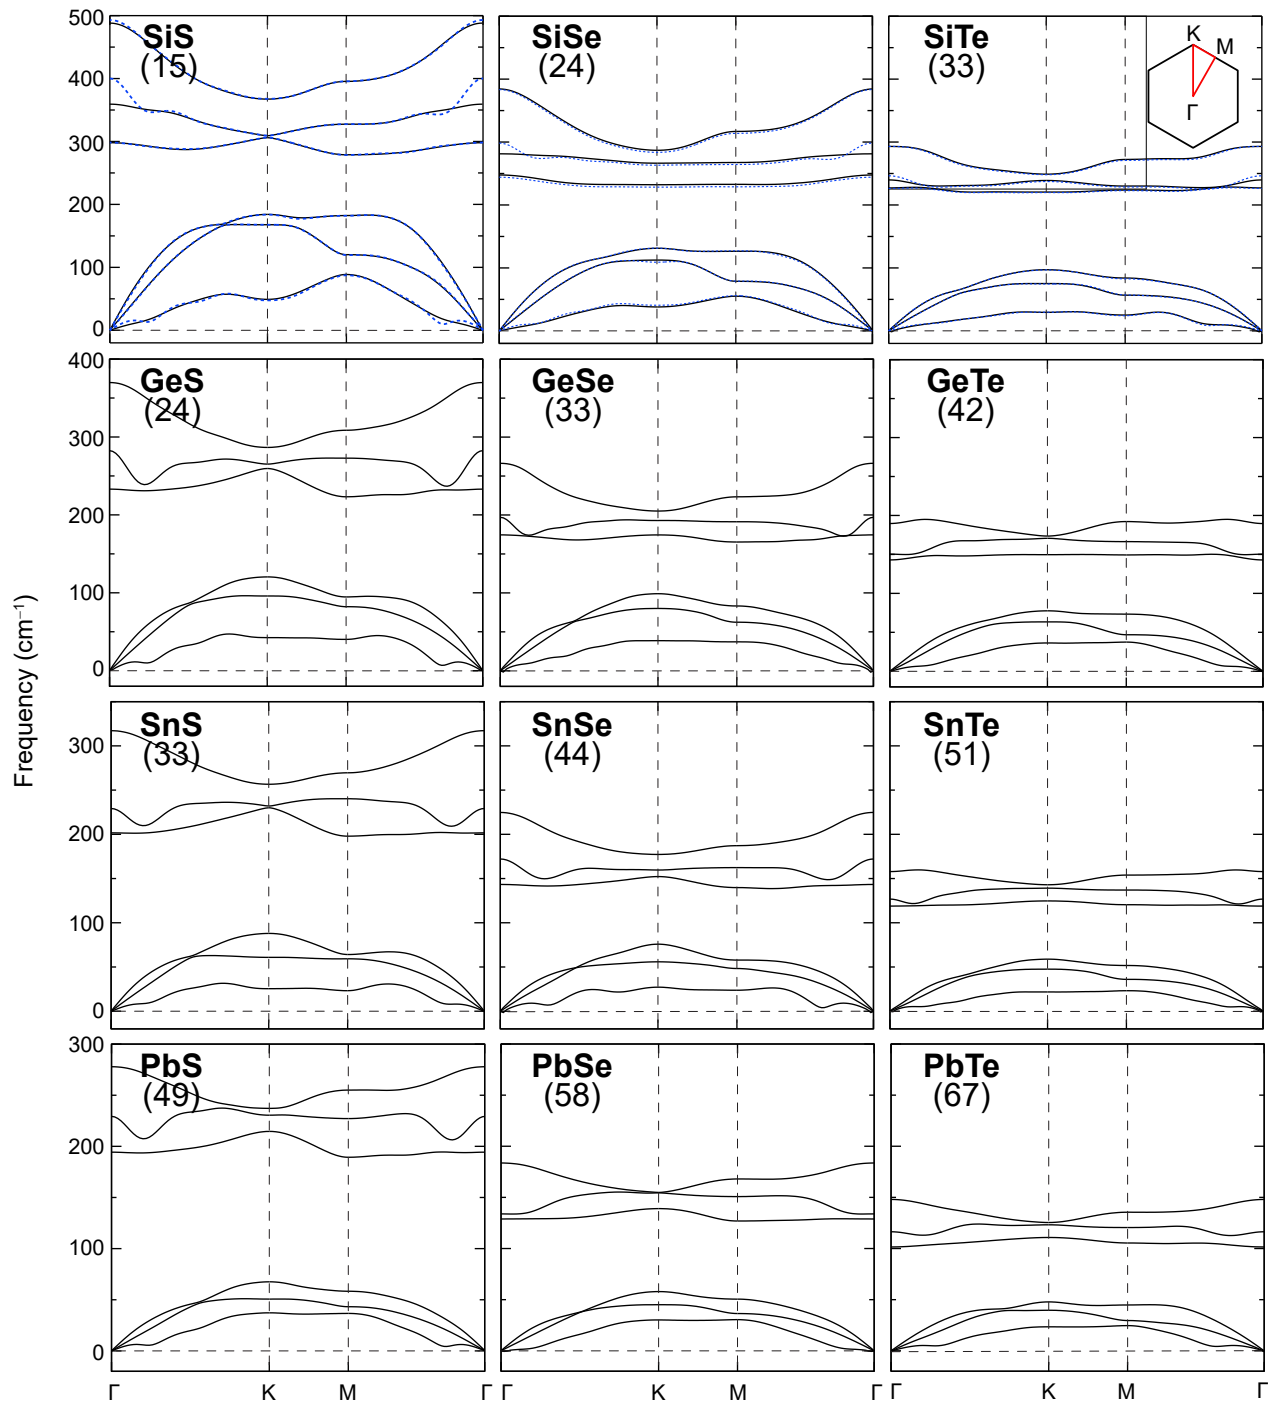 SiS
(15)
SiSe
(24)
SiTe
(33)
K
M
Γ
500
400
300
200
100
0
GeS
(24)
GeSe
(33)
GeTe
(42)
400
300
200
100
0
Frequency (cm⁻¹)
SnS
(33)
SnSe
(44)
SnTe
(51)
300
200
100
0
PbS
(49)
PbSe
(58)
PbTe
(67)
300
200
100
0
Γ K M Γ K M Γ K M Γ